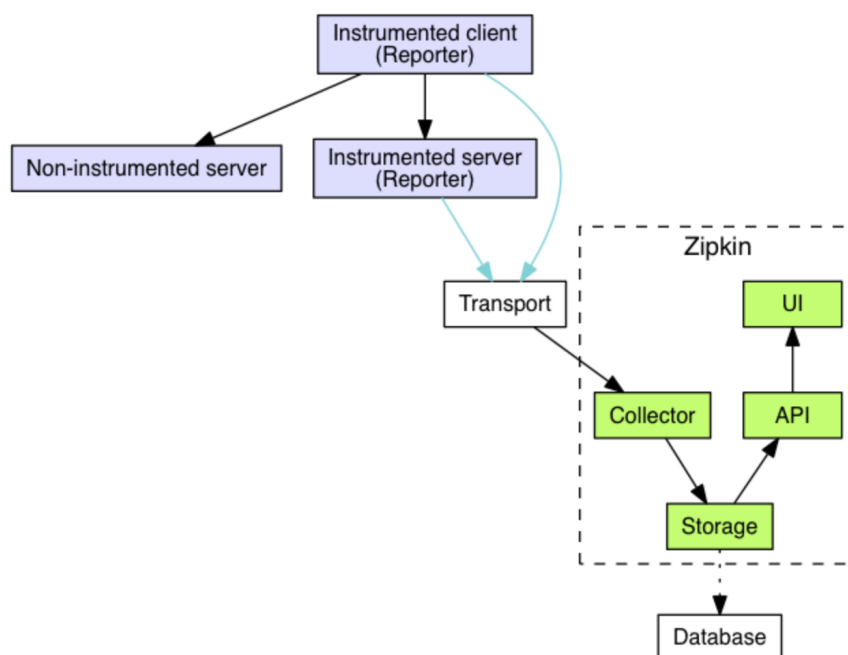 Instrumented client
(Reporter)
Non-instrumented server
Instrumented server
(Reporter)
Zipkin
Transport
UI
Collector
API
Storage
Database